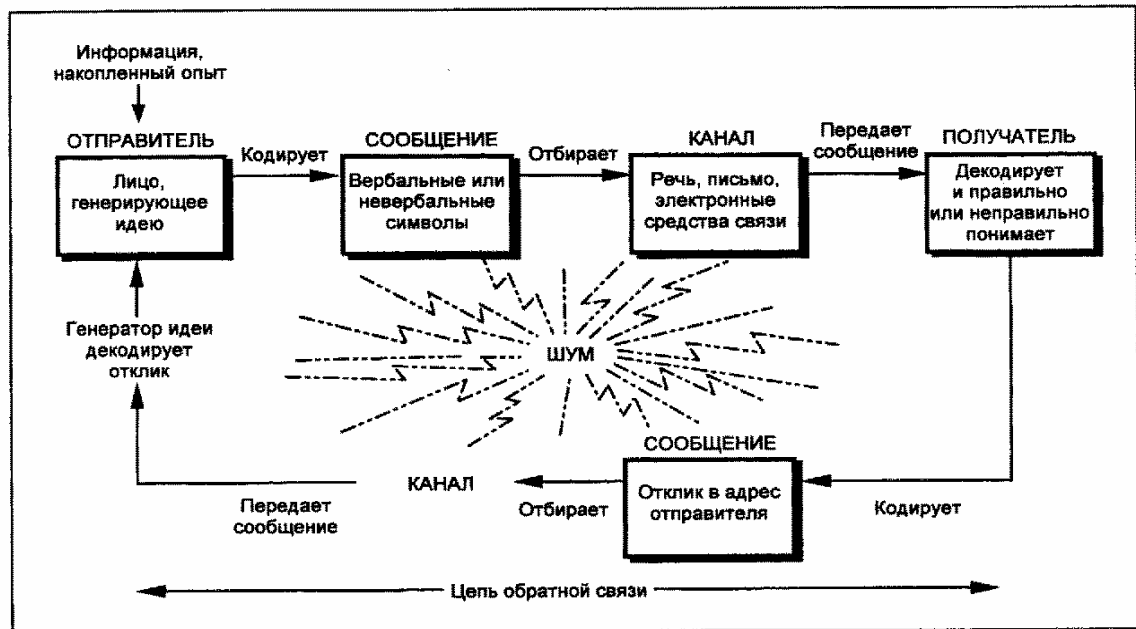 Информация,
накопленный опыт
ОТПРАВИТЕЛЬ
Лицо,
генерирующее
идею
Кодирует
СООБЩЕНИЕ
Вербальные или
невербальные
символы
Отбирает
КАНАЛ
Речь, письмо,
электронные
средства связи
Передает
сообщение
ПОЛУЧАТЕЛЬ
Декодирует
и правильно
или неправильно
понимает
Генератор идеи
декодирует
отклик
ШУМ
СООБЩЕНИЕ
Отклик в адрес
отправителя
Кодирует
Отбирает
КАНАЛ
Передает
сообщение
Цепь обратной связи